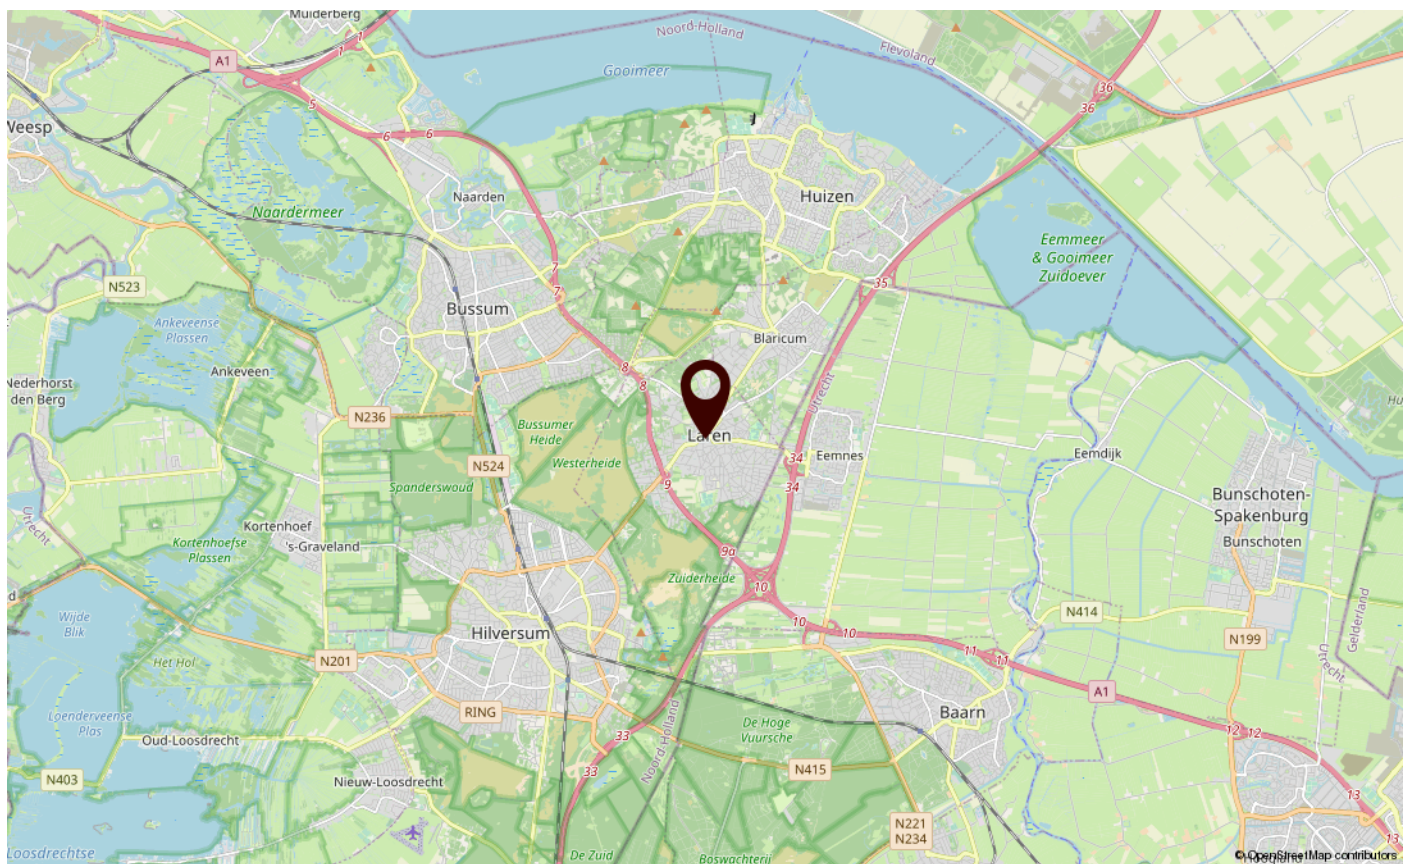 Muiderberg
A1
1
1
5
Weesp
6
6
Gooimeer
Noord-Holland
Flevoland
36
36
Naarden
Huizen
Naardermeer
Eemmeer
& Gooimeer
Zuidoever
7
7
35
N523
Bussum
Ankeveense
Plassen
Blaricum
Ankeveen
8
8
Utrecht
Nederhorst
den Berg
N236
Bussumer
Heide
Laren
Westerheide
Eemnes
34
34
Eemdijk
N524
Spanderswoud
9
Bunschoten-
Spakenburg
Bunschoten
Utrecht
Kortenhoef
's-Graveland
Kortenhoefse
Plassen
9a
Zuiderheide
10
Wijde
Blik
Hilversum
10
10
N414
N199
Gelderland
Utrecht
Het Hol
N201
11
11
A1
Loenderveense
Plas
RING
De Hoge
Vuursche
Baarn
Oud-Loosdrecht
33
33
Noord-Holland
12
12
N403
Nieuw-Loosdrecht
N415
13
13
N221
N234
Loosdrechtse
De Zuid
Boswachterij
© OpenStreetMap contributors